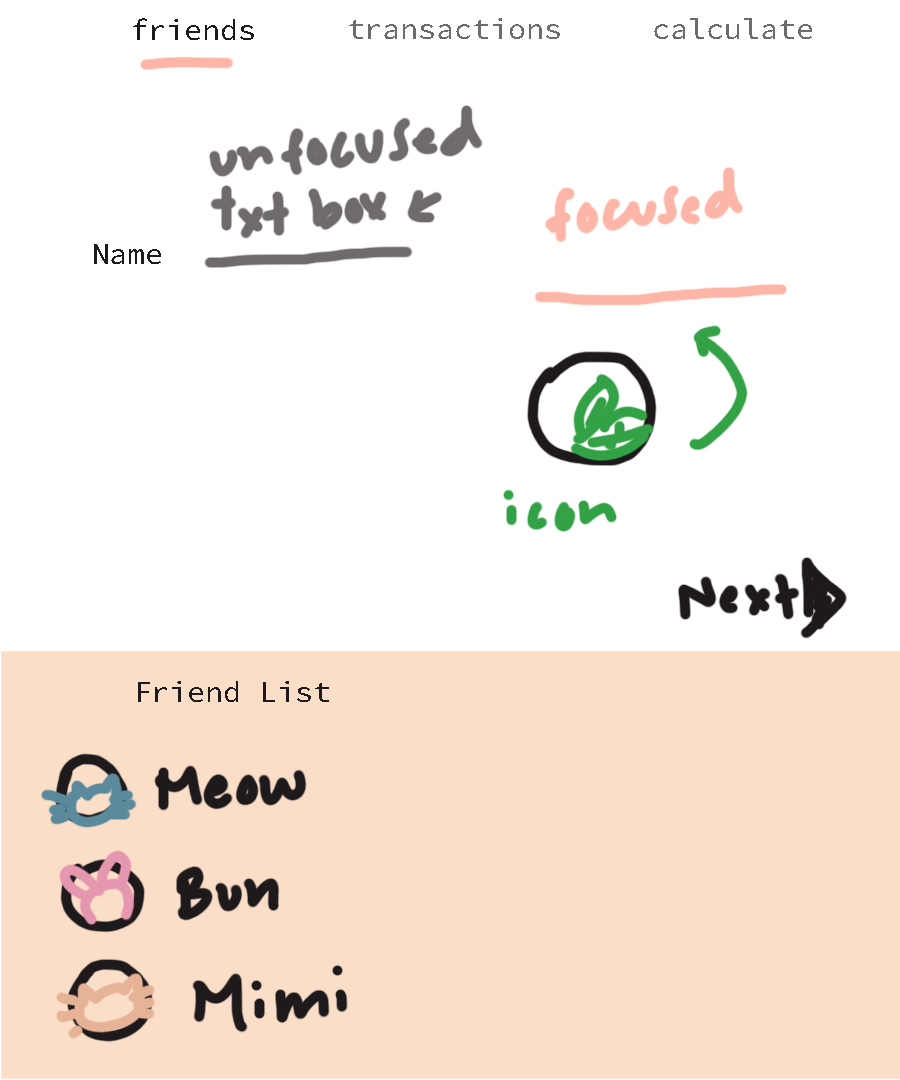 friends transactions calculate
unfocused
txt box
focused
Name
icon
Next
Friend List
Meow
Bun
Mimi